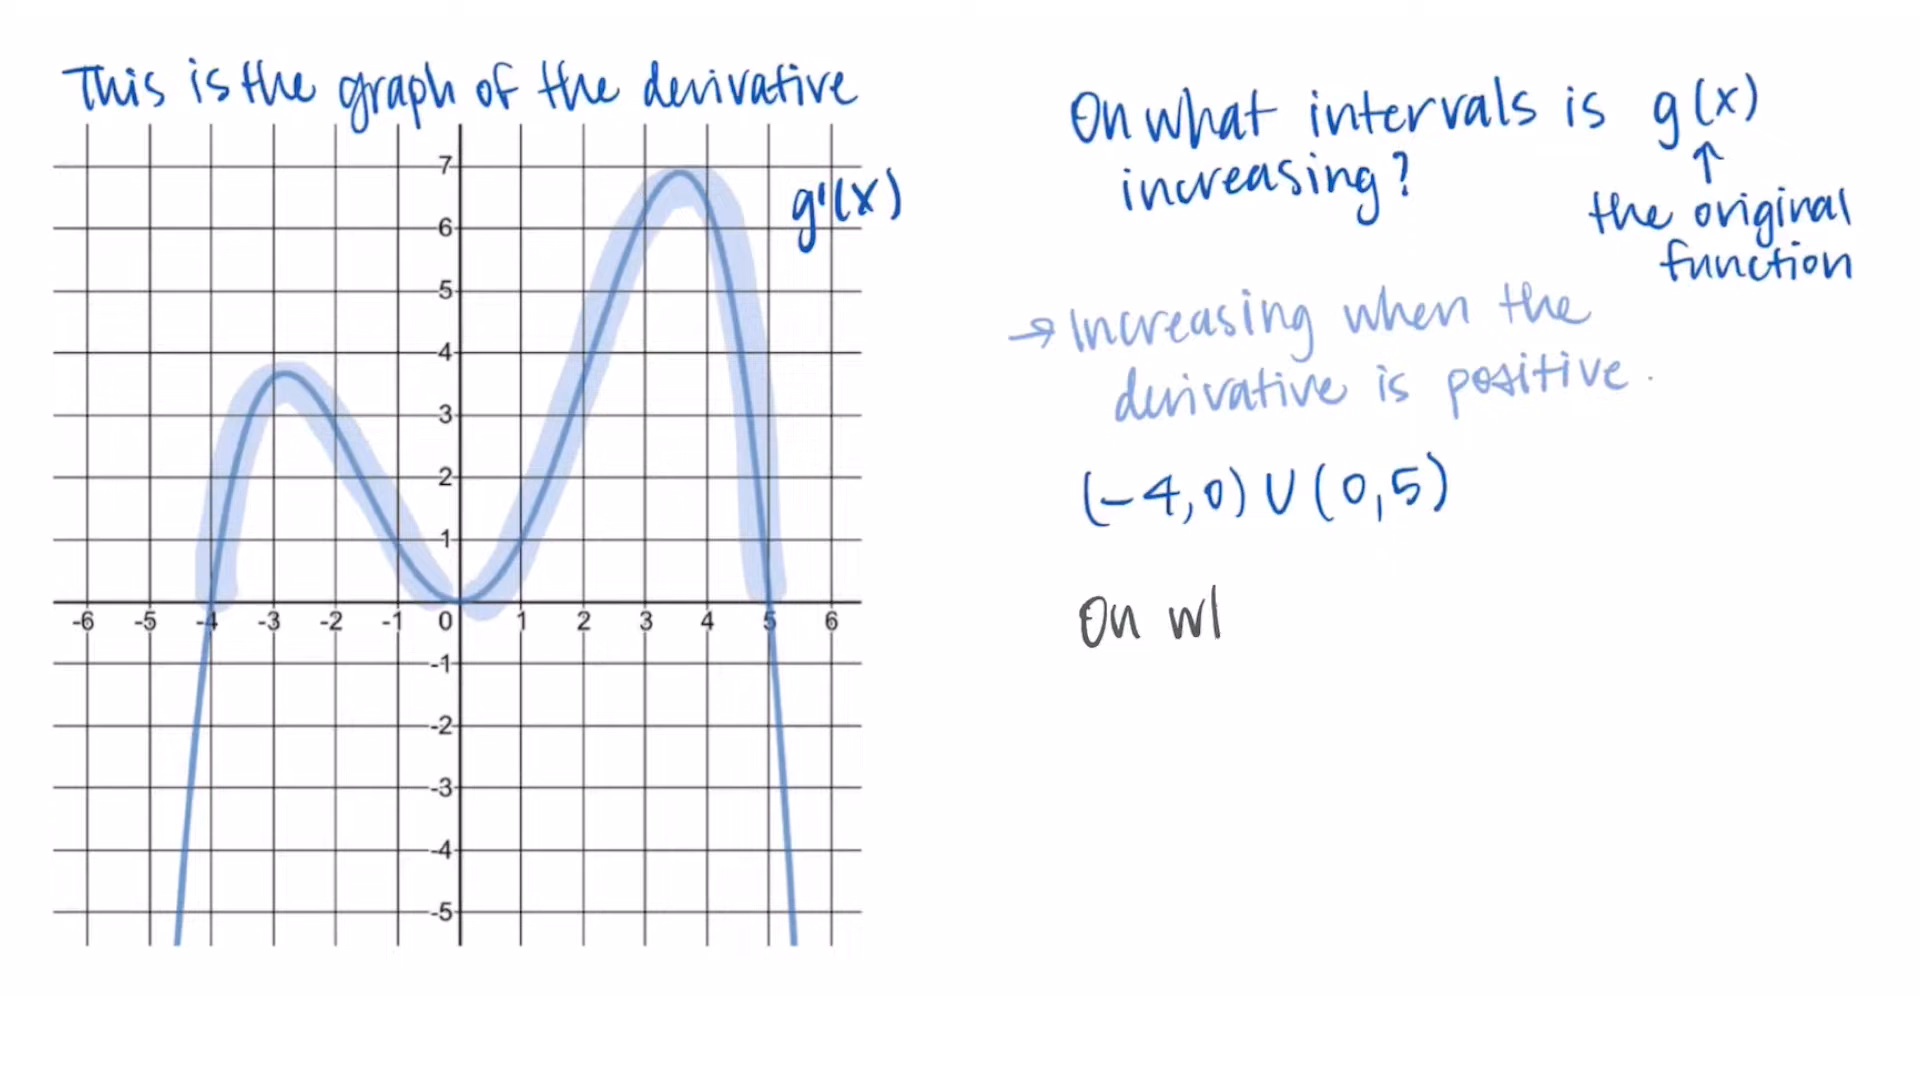 This is the graph of the derivative
g'(x)
7
6
5
4
3
2
1
-6 -5 -4 -3 -2 -1 0 1 2 3 4 5 6
-1
-2
-3
-4
-5
On what intervals is g(x)
increasing?
↑
the original
function
→ Increasing when the
derivative is positive.
(-4,0) ∪ (0,5)
On wl